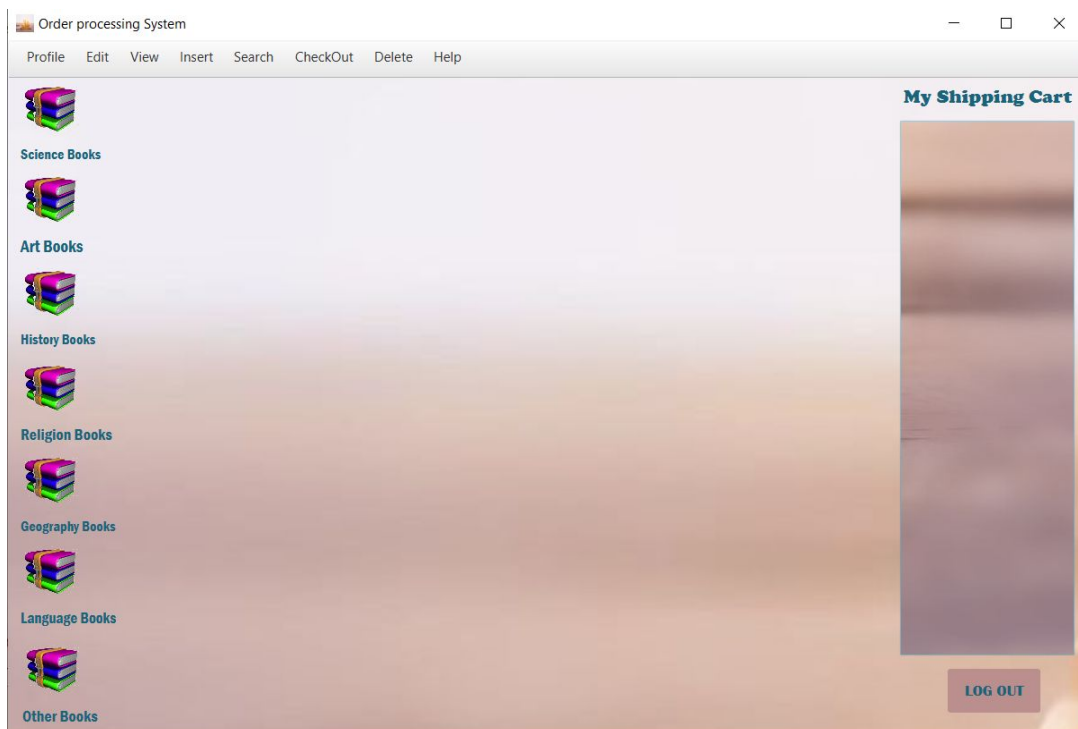 Order processing System
Profile Edit View Insert Search CheckOut Delete Help
My Shipping Cart
Science Books
Art Books
History Books
Religion Books
Geography Books
Language Books
Other Books
LOG OUT